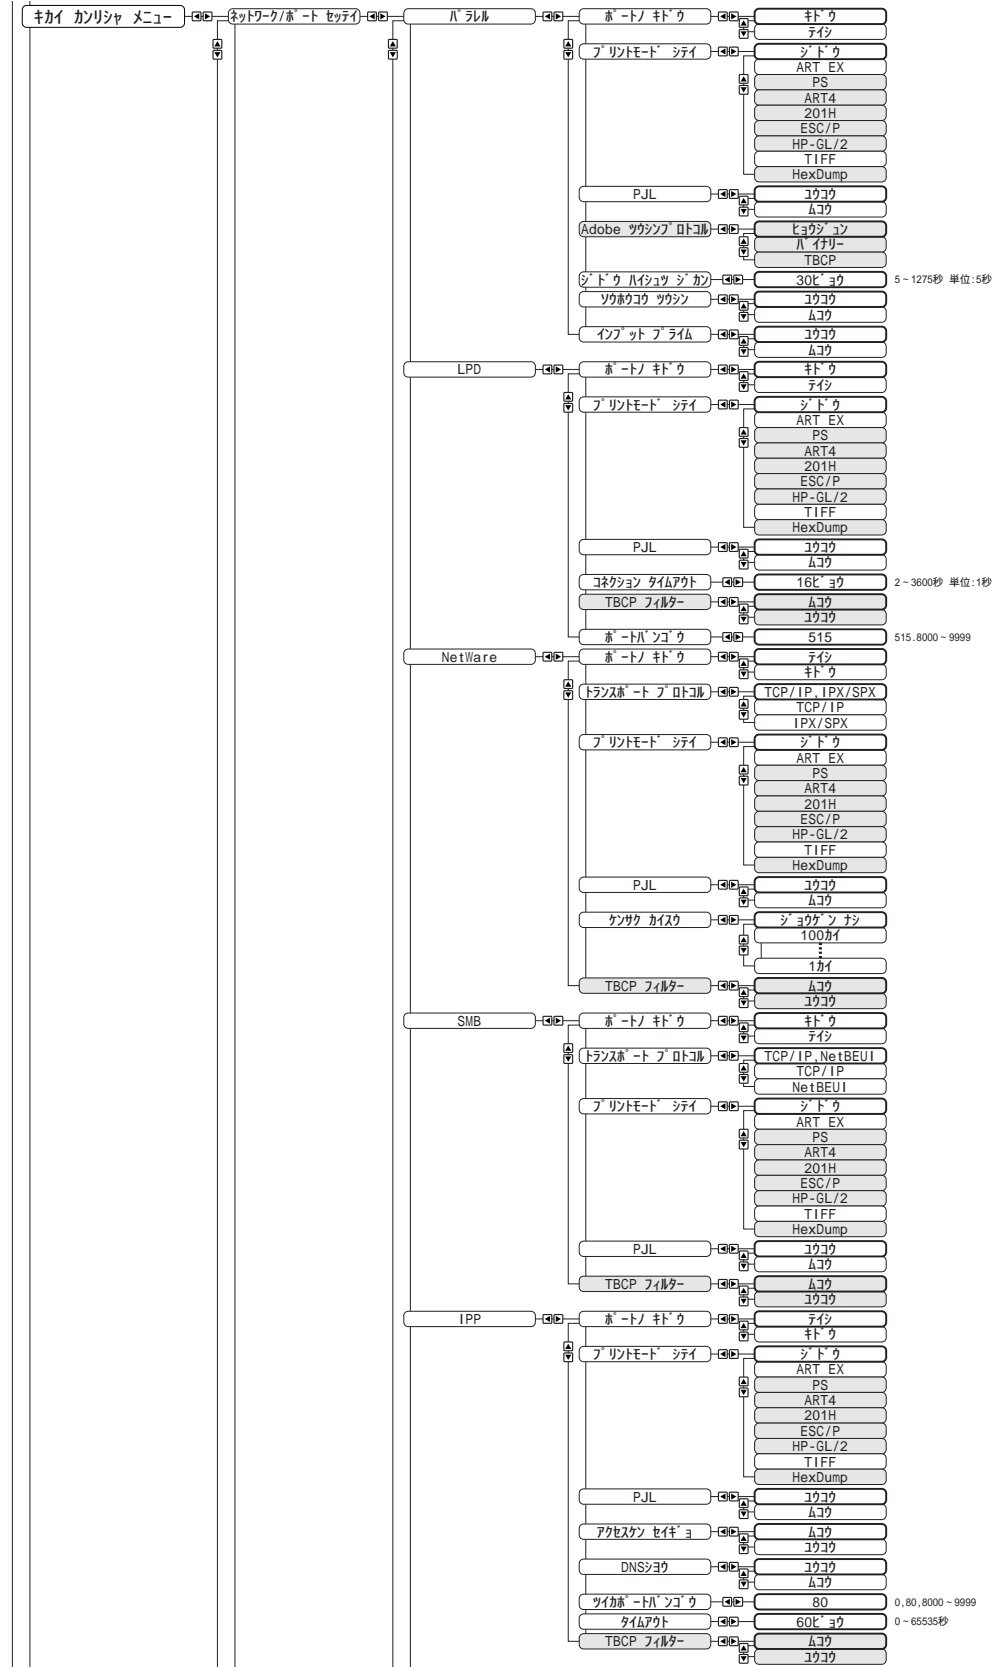 キカイ カンリシャ メニュー
ネットワーク/ポート セッテイ
パラレル
ポートノ キドウ
キドウ
テイシ
プリントモード シテイ
ジドウ
ART EX
PS
ART4
201H
ESC/P
HP-GL/2
TIFF
HexDump
PJL
ユウコウ
ムコウ
Adobe ツウシンプロトコル
ヒョウジュン
バイナリー
TBCP
ジドウ ハイシュツ ジカン
30ビョウ
5~1275秒 単位:5秒
ソウホウコウ ツウシン
ユウコウ
ムコウ
インプット プライム
ユウコウ
ムコウ
LPD
ポートノ キドウ
キドウ
テイシ
プリントモード シテイ
ジドウ
ART EX
PS
ART4
201H
ESC/P
HP-GL/2
TIFF
HexDump
PJL
ユウコウ
ムコウ
コネクション タイムアウト
16ビョウ
2~3600秒 単位:1秒
TBCP フィルター
ムコウ
ユウコウ
ポートバンゴウ
515
515.8000~9999
NetWare
ポートノ キドウ
テイシ
キドウ
トランスポート プロトコル
TCP/IP,IPX/SPX
TCP/IP
IPX/SPX
プリントモード シテイ
ジドウ
ART EX
PS
ART4
201H
ESC/P
HP-GL/2
TIFF
HexDump
PJL
ユウコウ
ムコウ
ケンサク カイスウ
ジョウゲン ナシ
100カイ
1カイ
TBCP フィルター
ムコウ
ユウコウ
SMB
ポートノ キドウ
キドウ
テイシ
トランスポート プロトコル
TCP/IP,NetBEUI
TCP/IP
NetBEUI
プリントモード シテイ
ジドウ
ART EX
PS
ART4
201H
ESC/P
HP-GL/2
TIFF
HexDump
PJL
ユウコウ
ムコウ
TBCP フィルター
ムコウ
ユウコウ
IPP
ポートノ キドウ
テイシ
キドウ
プリントモード シテイ
ジドウ
ART EX
PS
ART4
201H
ESC/P
HP-GL/2
TIFF
HexDump
PJL
ユウコウ
ムコウ
アクセスケン セイギョ
ムコウ
ユウコウ
DNSシヨウ
ユウコウ
ムコウ
ツイカポートバンゴウ
80
0,80,8000~9999
タイムアウト
60ビョウ
0~65535秒
TBCP フィルター
ムコウ
ユウコウ